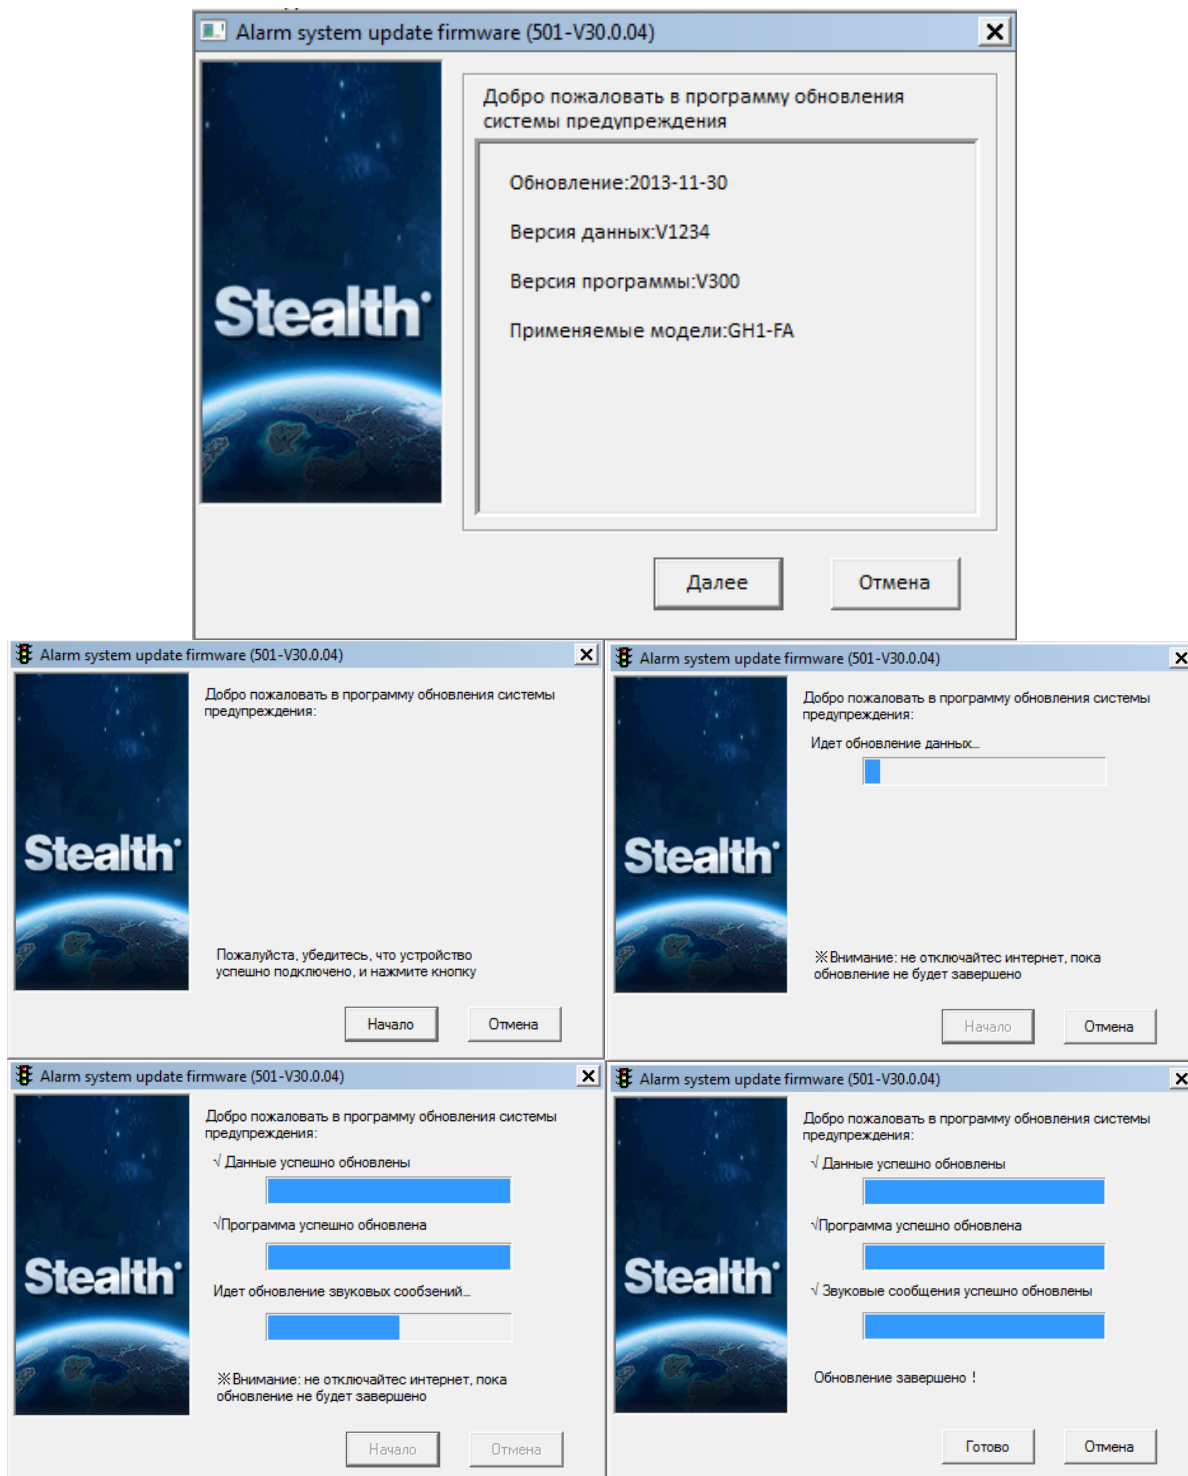 Alarm system update firmware (501-V30.0.04)
Добро пожаловать в программу обновления
системы предупреждения
Обновление:2013-11-30
Версия данных:V1234
Версия программы:V300
Применяемые модели:GH1-FA
Stealth
Далее
Отмена
Alarm system update firmware (501-V30.0.04)
Добро пожаловать в программу обновления системы
предупреждения:
Stealth
Пожалуйста, убедитесь, что устройство
успешно подключено, и нажмите кнопку
Начало
Отмена
Alarm system update firmware (501-V30.0.04)
Добро пожаловать в программу обновления системы
предупреждения:
Идет обновление данных...
Stealth
※Внимание: не отключайтес интернет, пока
обновление не будет завершено
Начало
Отмена
Alarm system update firmware (501-V30.0.04)
Добро пожаловать в программу обновления системы
предупреждения:
√ Данные успешно обновлены
√Программа успешно обновлена
Stealth
Идет обновление звуковых сообзений...
※Внимание: не отключайтес интернет, пока
обновление не будет завершено
Начало
Отмена
Alarm system update firmware (501-V30.0.04)
Добро пожаловать в программу обновления системы
предупреждения:
√ Данные успешно обновлены
√Программа успешно обновлена
Stealth
√ Звуковые сообщения успешно обновлены
Обновление завершено !
Готово
Отмена